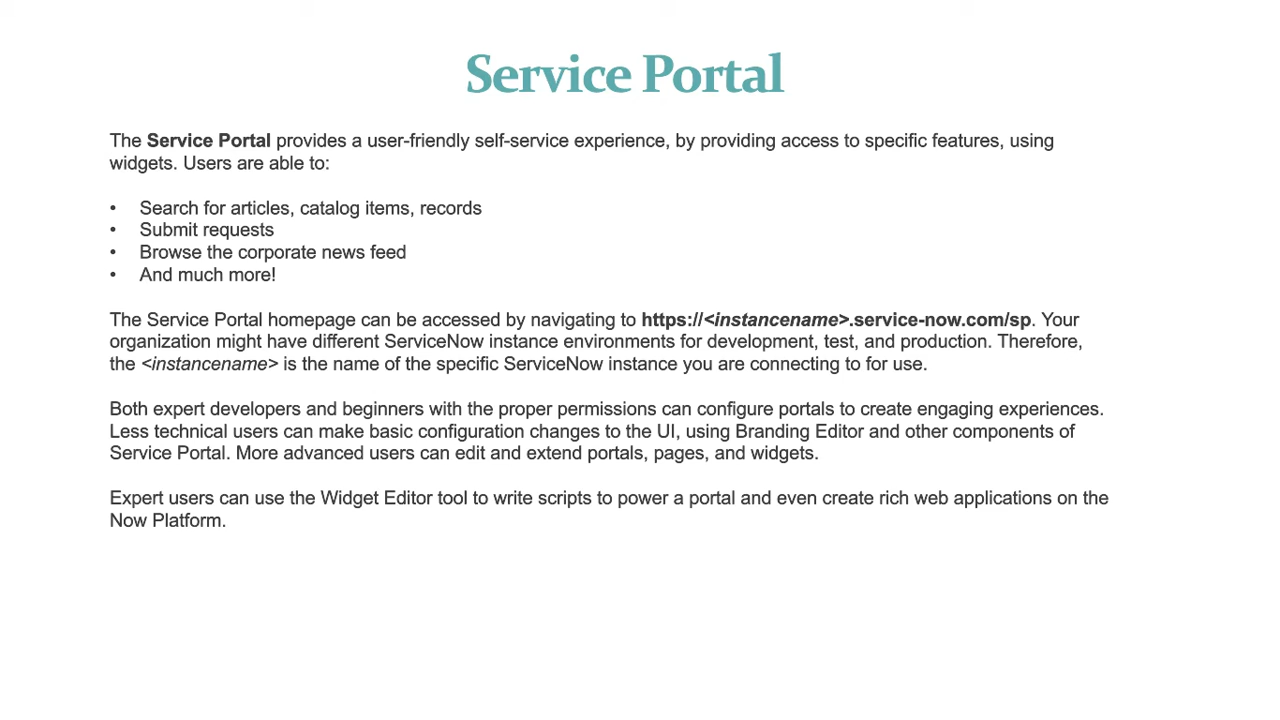 Service Portal
The Service Portal provides a user-friendly self-service experience, by providing access to specific features, using
widgets. Users are able to:
• Search for articles, catalog items, records
• Submit requests
• Browse the corporate news feed
• And much more!
The Service Portal homepage can be accessed by navigating to https://<instancename>.service-now.com/sp. Your
organization might have different ServiceNow instance environments for development, test, and production. Therefore,
the <instancename> is the name of the specific ServiceNow instance you are connecting to for use.
Both expert developers and beginners with the proper permissions can configure portals to create engaging experiences.
Less technical users can make basic configuration changes to the UI, using Branding Editor and other components of
Service Portal. More advanced users can edit and extend portals, pages, and widgets.
Expert users can use the Widget Editor tool to write scripts to power a portal and even create rich web applications on the
Now Platform.